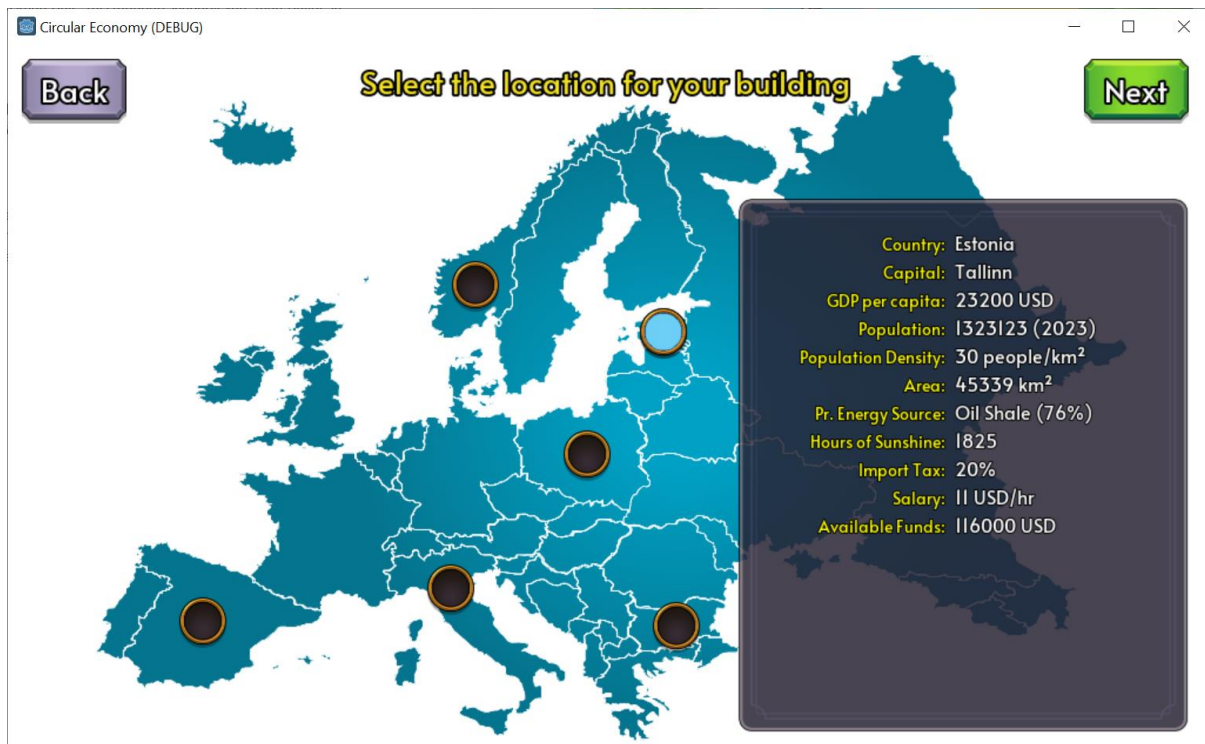 Circular Economy (DEBUG)
Back
Select the location for your building
Next
Country: Estonia
Capital: Tallinn
GDP per capita: 23200 USD
Population: 1323123 (2023)
Population Density: 30 people/km²
Area: 45339 km²
Pr. Energy Source: Oil Shale (76%)
Hours of Sunshine: 1825
Import Tax: 20%
Salary: 11 USD/hr
Available Funds: 116000 USD